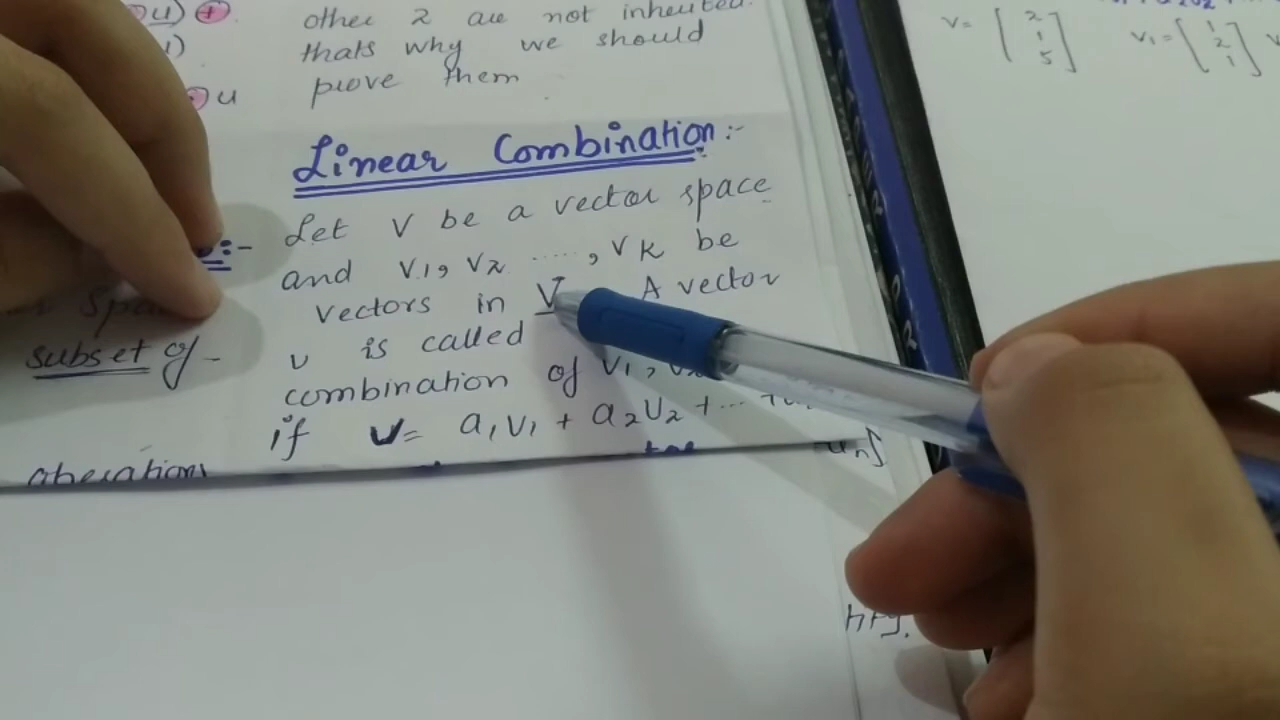 other 2 are not inherited.
thats why we should
prove them
Linear Combination:-
Let V be a vector space
and V1, V2 ....., VK be
vectors in V A vector
v is called
combination of V1,
if v= a1V1 + a2V2 + ...
subset of
operations
V= [2 1 5] V1= [1 2 1] V